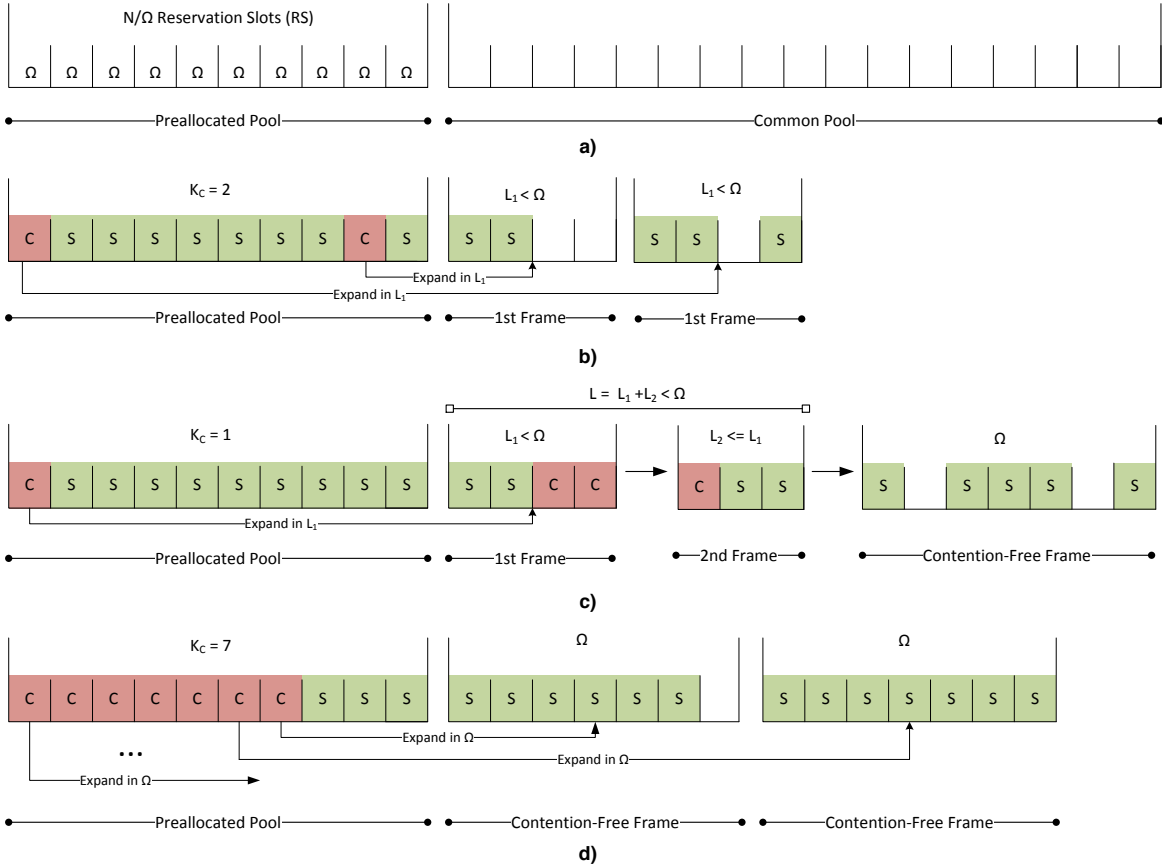 N/Ω Reservation Slots (RS)
Ω Ω Ω Ω Ω Ω Ω Ω Ω Ω
Preallocated Pool
Common Pool
a)
K_C = 2
L_1 < Ω
L_1 < Ω
C S S S S S S S C S
S S
S S S
Expand in L_1
Expand in L_1
Preallocated Pool
1st Frame
1st Frame
b)
L = L_1 +L_2 < Ω
K_C = 1
L_1 < Ω
L_2 <= L_1
Ω
C S S S S S S S S S
S S C C
C S S
S S S S S
Expand in L_1
Preallocated Pool
1st Frame
2nd Frame
Contention-Free Frame
c)
K_C = 7
Ω
Ω
C C C C C C C S S S
S S S S S S
S S S S S S S
Expand in Ω
...
Expand in Ω
Expand in Ω
Preallocated Pool
Contention-Free Frame
Contention-Free Frame
d)